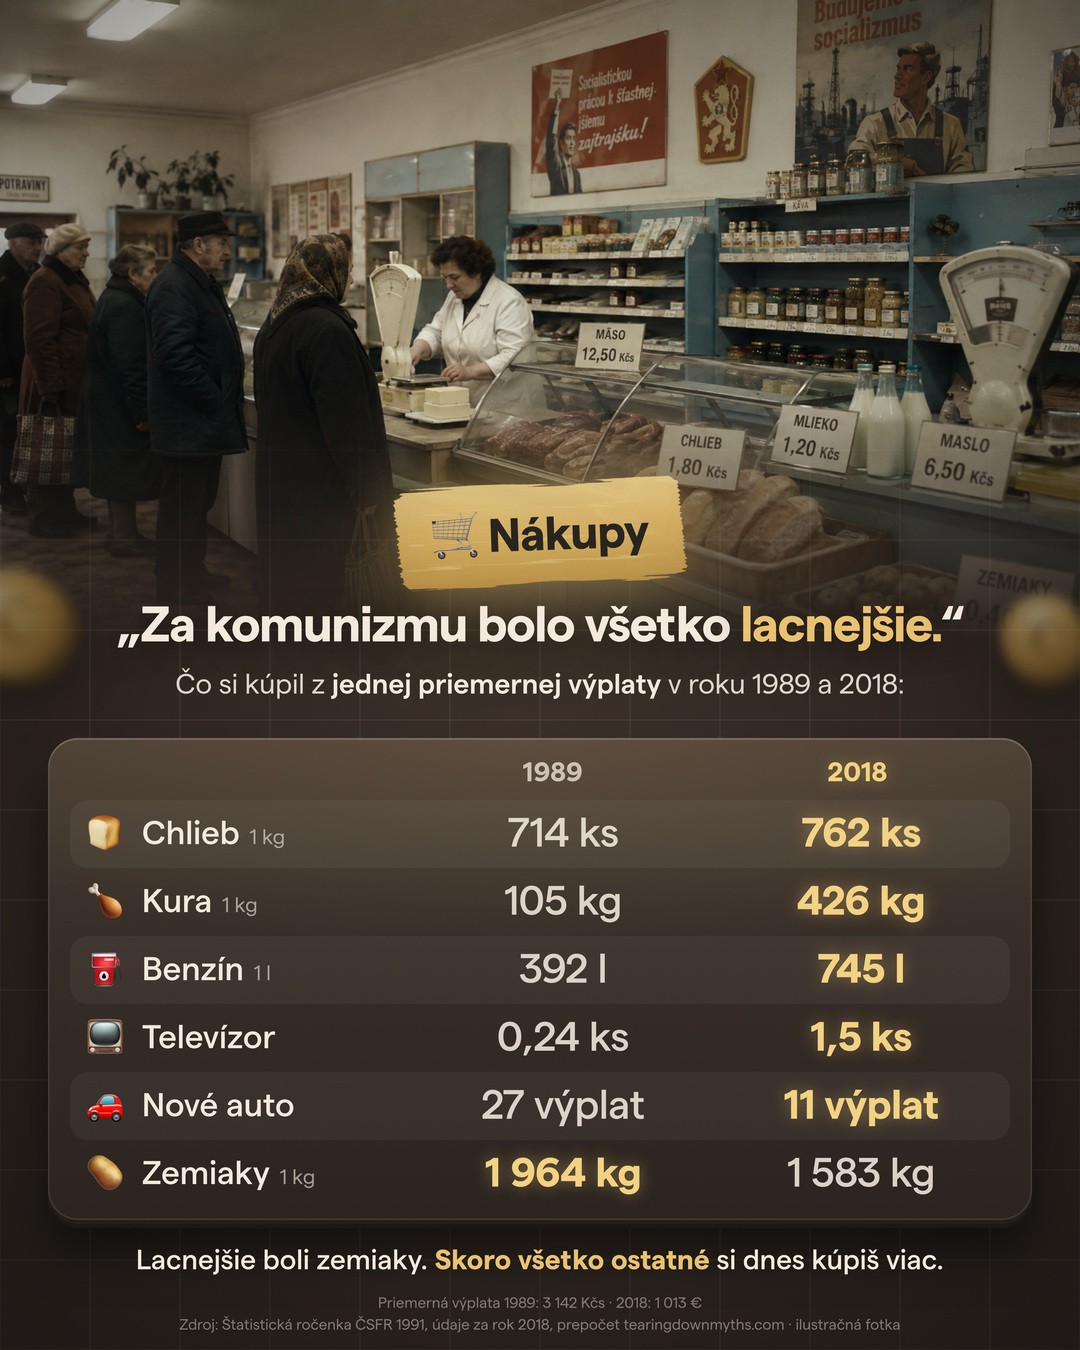 Budujeme
socializmus
Socialistickou
prácou k šťastnej-
jšiemu
zajtrajšku!
POTRAVINY
KÁVA
MÄSO
12,50 Kčs
CHLIEB
1,80 Kčs
MLIEKO
1,20 Kčs
MASLO
6,50 Kčs
ZEMIAKY
Nákupy
„Za komunizmu bolo všetko lacnejšie.“
Čo si kúpil z jednej priemernej výplaty v roku 1989 a 2018:
1989 2018
Chlieb 1 kg 714 ks 762 ks
Kura 1 kg 105 kg 426 kg
Benzín 1 l 392 l 745 l
Televízor 0,24 ks 1,5 ks
Nové auto 27 výplat 11 výplat
Zemiaky 1 kg 1 964 kg 1 583 kg
Lacnejšie boli zemiaky. Skoro všetko ostatné si dnes kúpiš viac.
Priemerná výplata 1989: 3 142 Kčs · 2018: 1 013 €
Zdroj: Štatistická ročenka ČSFR 1991, údaje za rok 2018, prepočet tearingdownmyths.com · ilustračná fotka